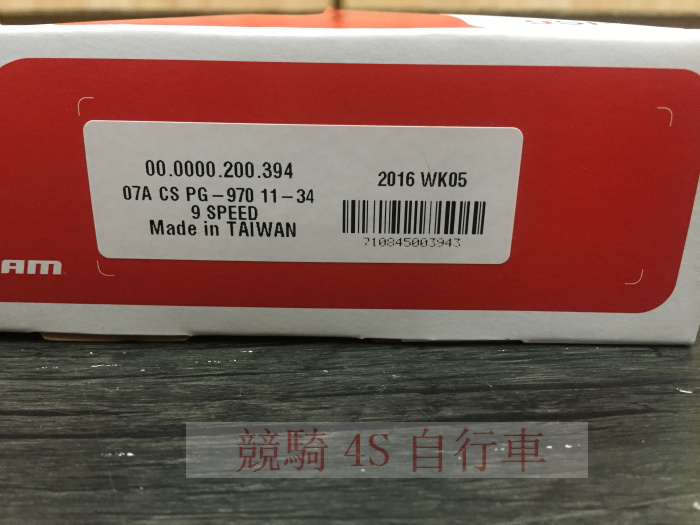 00.0000.200.394
07A CS PG-970 11-34
9 SPEED
Made in TAIWAN
2016 WK05
710845003943
AM
競騎 4S 自行車